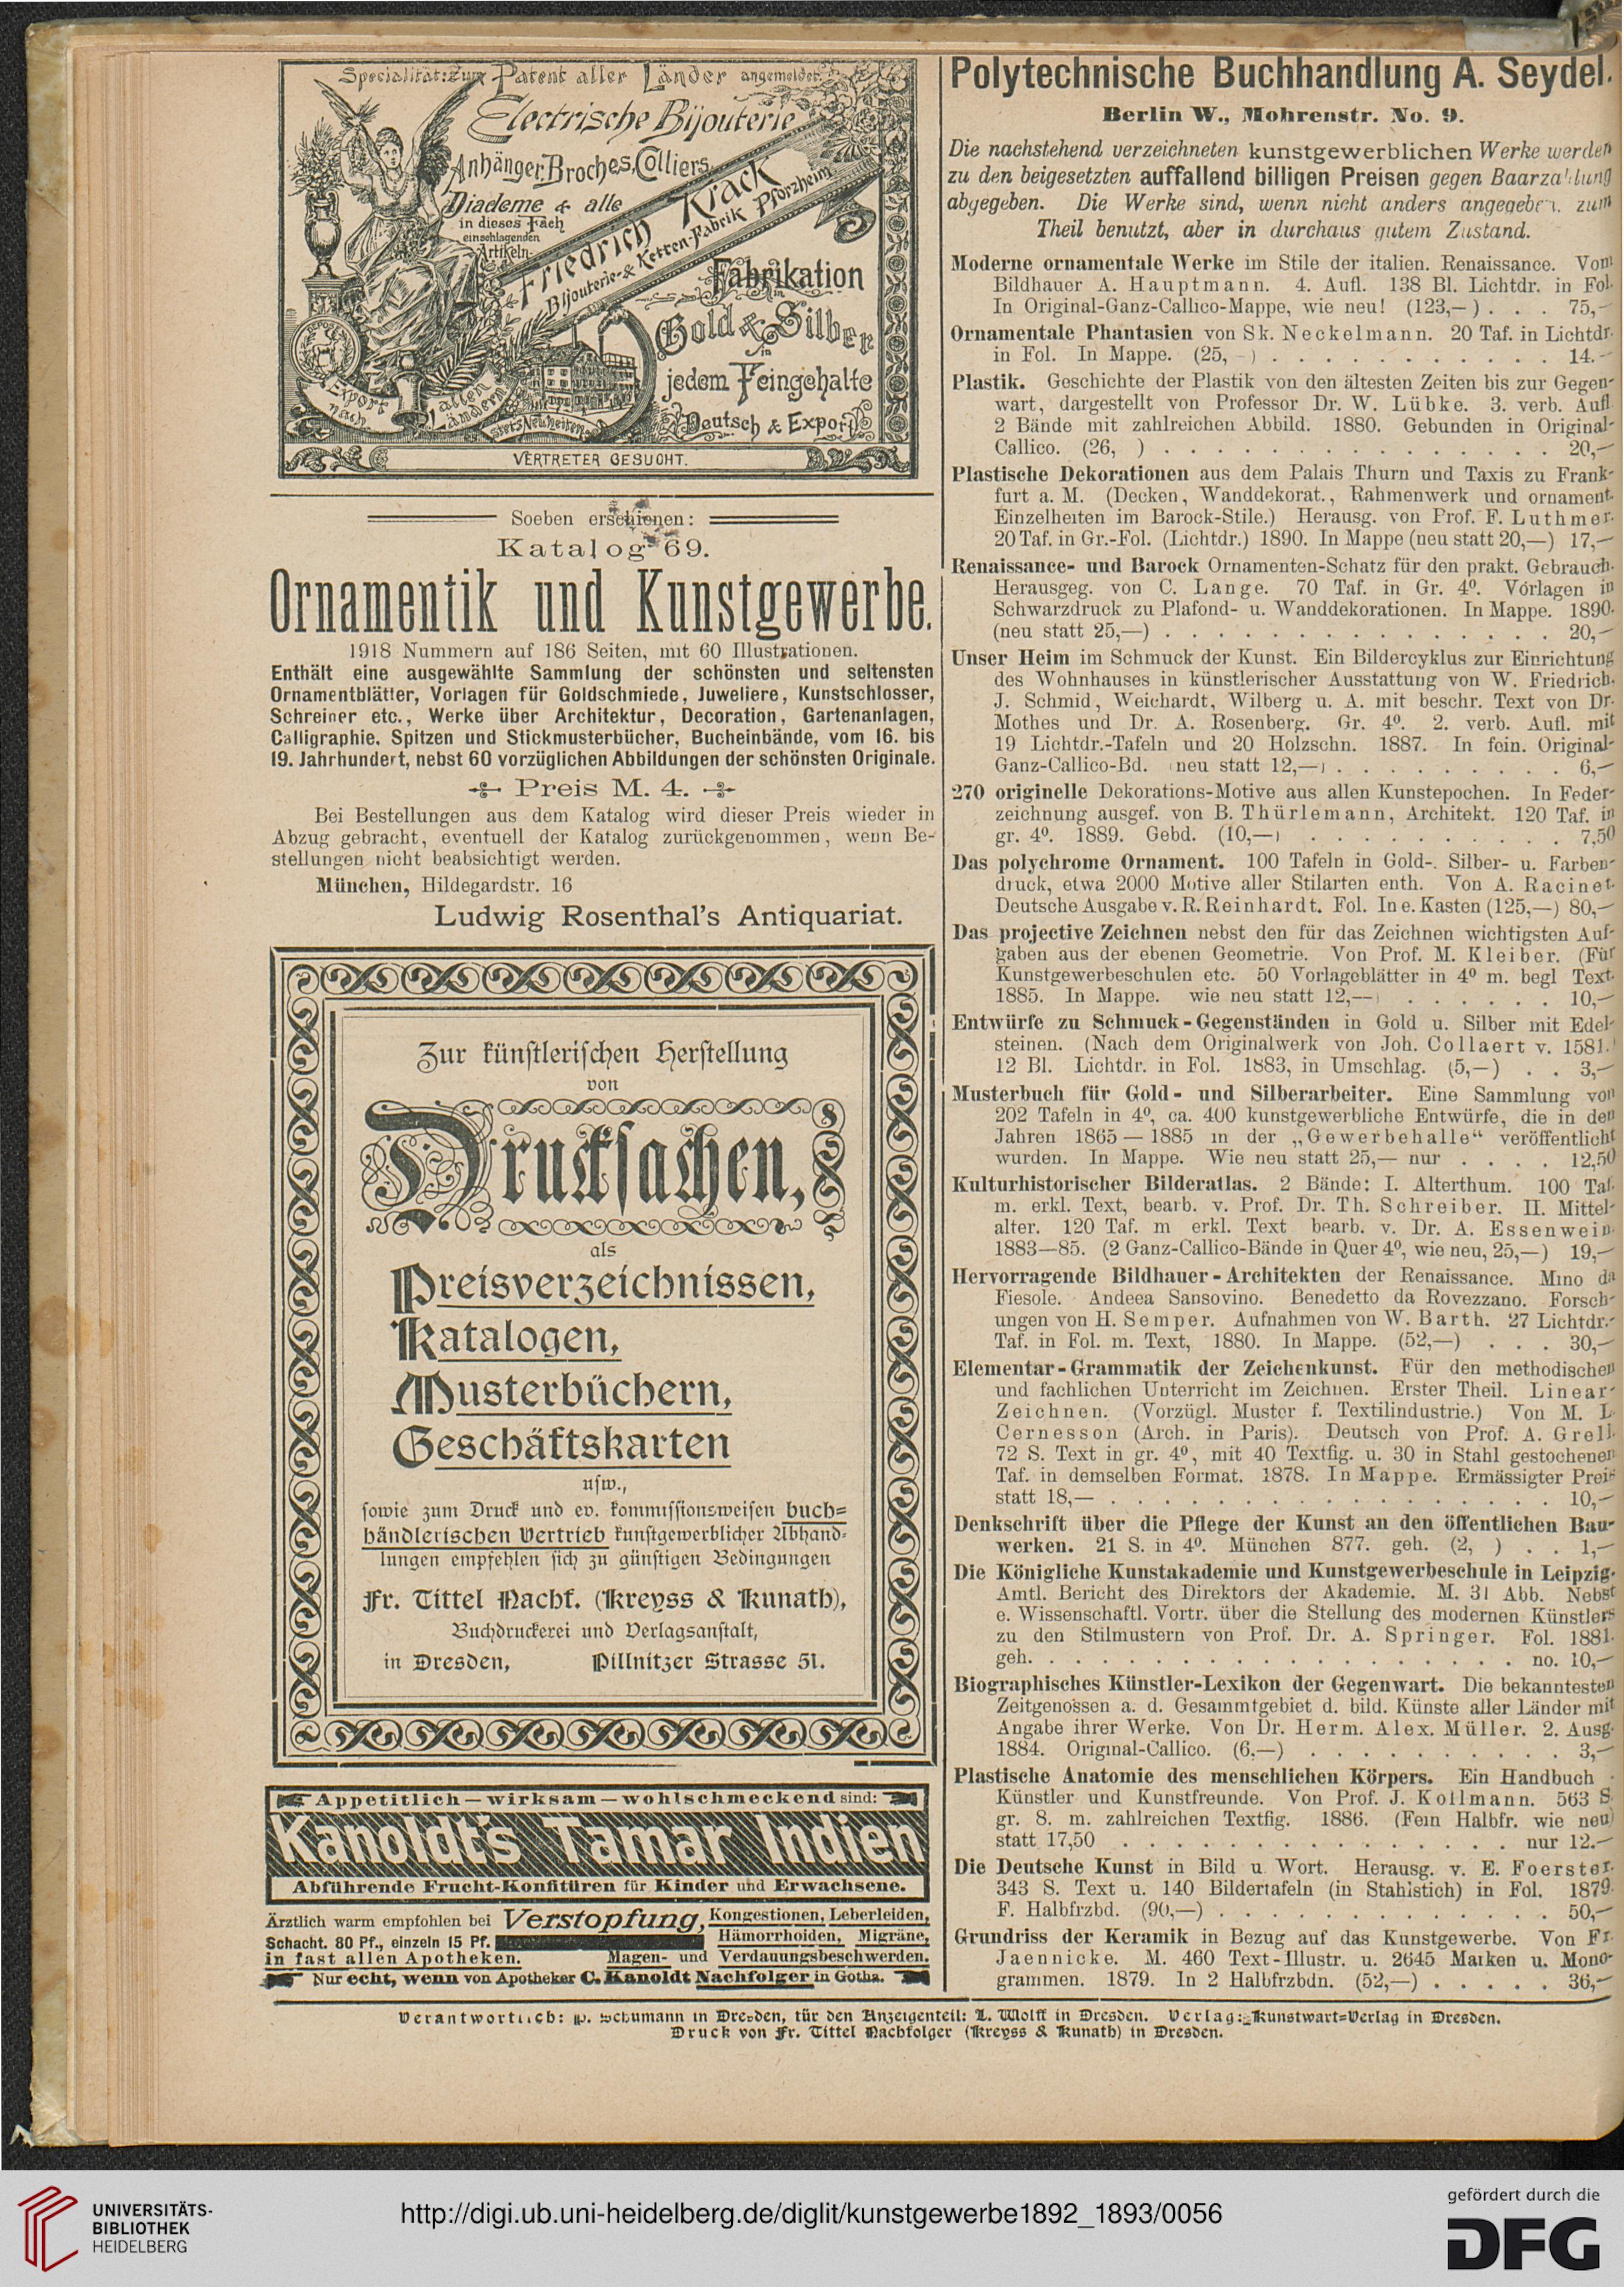 Specialität: Zum Patent aller Länder angemeldet.
Electrische Bijouterie
Anhänger, Broches, Colliers,
Diademe & alle
in dieses Fach
einschlagenden
Artikeln
Friedrich Krack
Bijouterie- & Ketten-Fabrik Pforzheim
Fabrikation
in
Gold & Silber
in
jedem Feingehalte
Deutsch & Export
Export
nach
allen
Ländern
stets Neuheiten
VERTRETER GESUCHT.
Soeben erschienen:
Katalog 69.
Ornamentik und Kunstgewerbe.
1918 Nummern auf 186 Seiten, mit 60 Illustrationen.
Enthält eine ausgewählte Sammlung der schönsten und seltensten
Ornamentblätter, Vorlagen für Goldschmiede, Juweliere, Kunstschlosser,
Schreiner etc., Werke über Architektur, Decoration, Gartenanlagen,
Calligraphie, Spitzen und Stickmusterbücher, Bucheinbände, vom 16. bis
19. Jahrhundert, nebst 60 vorzüglichen Abbildungen der schönsten Originale.
Preis M. 4.
Bei Bestellungen aus dem Katalog wird dieser Preis wieder in
Abzug gebracht, eventuell der Katalog zurückgenommen, wenn Be-
stellungen nicht beabsichtigt werden.
München, Hildegardstr. 16
Ludwig Rosenthal's Antiquariat.
Zur künstlerischen Herstellung
von
Drucksachen,
als
Preisverzeichnissen,
Katalogen,
Musterbüchern,
Geschäftskarten
usw.,
sowie zum Druck und ev. kommissionsweisen buch=
händlerischen Vertrieb kunstgewerblicher Abhand=
lungen empfehlen sich zu günstigen Bedingungen
Fr. Tittel Nachf. (Kreyss & Kunath),
Buchdruckerei und Verlagsanstalt,
in Dresden, Pillnitzer Strasse 51.
Appetitlich — wirksam — wohlschmeckend sind:
Kanoldt's Tamar Indien
Abführende Frucht-Konfitüren für Kinder und Erwachsene.
Ärztlich warm empfohlen bei Verstopfung, Kongestionen, Leberleiden,
Schacht. 80 Pf., einzeln 15 Pf. Hämorrhoiden, Migräne,
in fast allen Apotheken. Magen- und Verdauungsbeschwerden.
Nur echt, wenn von Apotheker C. Kanoldt Nachfolger in Gotha.
Polytechnische Buchhandlung A. Seydel.
Berlin W., Mohrenstr. No. 9.
Die nachstehend verzeichneten kunstgewerblichen Werke werden
zu den beigesetzten auffallend billigen Preisen gegen Baarzahlung
abgegeben. Die Werke sind, wenn nicht anders angegeben, zum
Theil benutzt, aber in durchaus gutem Zustand.
Moderne ornamentale Werke im Stile der italien. Renaissance. Vom
Bildhauer A. Hauptmann. 4. Aufl. 138 Bl. Lichtdr. in Fol.
In Original-Ganz-Callico-Mappe, wie neu! (123,–) . . . 75,—
Ornamentale Phantasien von Sk. Neckelmann. 20 Taf. in Lichtdr.
in Fol. In Mappe. (25, –) . . . . . . . . . . . 14.—
Plastik. Geschichte der Plastik von den ältesten Zeiten bis zur Gegen-
wart, dargestellt von Professor Dr. W. Lübke. 3. verb. Aufl.
2 Bände mit zahlreichen Abbild. 1880. Gebunden in Original-
Callico. (26, ) . . . . . . . . . . . . . . . 20,—
Plastische Dekorationen aus dem Palais Thurn und Taxis zu Frank-
furt a. M. (Decken, Wanddekorat., Rahmenwerk und ornament.
Einzelheiten im Barock-Stile.) Herausg. von Prof. F. Luthmer.
20 Taf. in Gr.-Fol. (Lichtdr.) 1890. In Mappe (neu statt 20,—) 17,—
Renaissance- und Barock Ornamenten-Schatz für den prakt. Gebrauch.
Herausgeg. von C. Lange. 70 Taf. in Gr. 4º. Vorlagen in
Schwarzdruck zu Plafond- u. Wanddekorationen. In Mappe. 1890.
(neu statt 25,—) . . . . . . . . . . . . . . . 20,—
Unser Heim im Schmuck der Kunst. Ein Bildercyklus zur Einrichtung
des Wohnhauses in künstlerischer Ausstattung von W. Friedrich.
J. Schmid, Weichardt, Wilberg u. A. mit beschr. Text von Dr.
Mothes und Dr. A. Rosenberg. Gr. 4º. 2. verb. Aufl. mit
19 Lichtdr.-Tafeln und 20 Holzschn. 1887. In fein. Original-
Ganz-Callico-Bd. (neu statt 12,—) . . . . . . . . . 6,—
270 originelle Dekorations-Motive aus allen Kunstepochen. In Feder-
zeichnung ausgef. von B. Thürlemann, Architekt. 120 Taf. in
gr. 4º. 1889. Gebd. (10,—) . . . . . . . . . . 7,50
Das polychrome Ornament. 100 Tafeln in Gold-. Silber- u. Farben-
druck, etwa 2000 Motive aller Stilarten enth. Von A. Racinet.
Deutsche Ausgabe v. R. Reinhardt. Fol. In e. Kasten (125,—) 80,—
Das projective Zeichnen nebst den für das Zeichnen wichtigsten Auf-
gaben aus der ebenen Geometrie. Von Prof. M. Kleiber. (Für
Kunstgewerbeschulen etc. 50 Vorlageblätter in 4º m. begl Text.
1885. In Mappe. wie neu statt 12,—) . . . . . . 10,—
Entwürfe zu Schmuck-Gegenständen in Gold u. Silber mit Edel-
steinen. (Nach dem Originalwerk von Joh. Collaert v. 1581.)
12 Bl. Lichtdr. in Fol. 1883, in Umschlag. (5,—) . . 3,—
Musterbuch für Gold- und Silberarbeiter. Eine Sammlung von
202 Tafeln in 4º, ca. 400 kunstgewerbliche Entwürfe, die in den
Jahren 1865 — 1885 in der „Gewerbehalle“ veröffentlicht
wurden. In Mappe. Wie neu statt 25,— nur . . . . 12,50
Kulturhistorischer Bilderatlas. 2 Bände: I. Alterthum. 100 Taf.
m. erkl. Text, bearb. v. Prof. Dr. Th. Schreiber. II. Mittel-
alter. 120 Taf. m erkl. Text bearb. v. Dr. A. Essenwein.
1883—85. (2 Ganz-Callico-Bände in Quer 4º, wie neu, 25,—) 19,—
Hervorragende Bildhauer-Architekten der Renaissance. Mino da
Fiesole. Andeea Sansovino. Benedetto da Rovezzano. Forsch-
ungen von H. Semper. Aufnahmen von W. Barth. 27 Lichtdr.-
Taf. in Fol. m. Text, 1880. In Mappe. (52,—) . . . 30,—
Elementar-Grammatik der Zeichenkunst. Für den methodischen
und fachlichen Unterricht im Zeichnen. Erster Theil. Linear-
Zeichnen. (Vorzügl. Muster f. Textilindustrie.) Von M. L.
Cernesson (Arch. in Paris). Deutsch von Prof. A. Grell.
72 S. Text in gr. 4º, mit 40 Textfig. u. 30 in Stahl gestochenen
Taf. in demselben Format. 1878. In Mappe. Ermässigter Preis
statt 18,— . . . . . . . . . . . . . . . . . 10,—
Denkschrift über die Pflege der Kunst an den öffentlichen Bau-
werken. 21 S. in 4º. München 877. geh. (2, ) . . 1,—
Die Königliche Kunstakademie und Kunstgewerbeschule in Leipzig.
Amtl. Bericht des Direktors der Akademie. M. 31 Abb. Nebst
e. Wissenschaftl. Vortr. über die Stellung des modernen Künstlers
zu den Stilmustern von Prof. Dr. A. Springer. Fol. 1881.
geh. . . . . . . . . . . . . . . . . . . no. 10,—
Biographisches Künstler-Lexikon der Gegenwart. Die bekanntesten
Zeitgenossen a. d. Gesammtgebiet d. bild. Künste aller Länder mit
Angabe ihrer Werke. Von Dr. Herm. Alex. Müller. 2. Ausg.
1884. Original-Callico. (6,—) . . . . . . . . . . 3,—
Plastische Anatomie des menschlichen Körpers. Ein Handbuch
Künstler und Kunstfreunde. Von Prof. J. Kollmann. 563 S.
gr. 8. m. zahlreichen Textfig. 1886. (Fein Halbfr. wie neu)
statt 17,50 . . . . . . . . . . . . . . . nur 12.—
Die Deutsche Kunst in Bild u. Wort. Herausg. v. E. Foerster.
343 S. Text u. 140 Bildertafeln (in Stahlstich) in Fol. 1879.
F. Halbfrzbd. (90,—) . . . . . . . . . . . . . 50,—
Grundriss der Keramik in Bezug auf das Kunstgewerbe. Von Fr.
Jaennicke. M. 460 Text-Illustr. u. 2645 Marken u. Mono-
grammen. 1879. In 2 Halbfrzbdn. (52,—) . . . . . 36,—
Verantwortlich: P. Schumann in Dresden, für den Anzeigenteil: A. Wolff in Dresden. Verlag: Kunstwart=Verlag in Dresden.
Druck von Fr. Tittel Nachfolger (Kreyss & Kunath) in Dresden.
UNIVERSITÄTS-
BIBLIOTHEK
HEIDELBERG
http://digi.ub.uni-heidelberg.de/diglit/kunstgewerbe1892_1893/0056
gefördert durch die
DFG